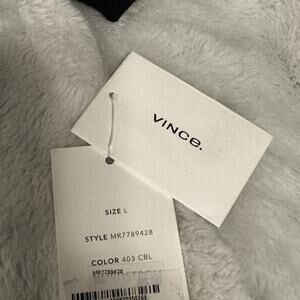 VINCE.
SIZE L
STYLE MR7789428
COLOR 403 CBL
MR7789428